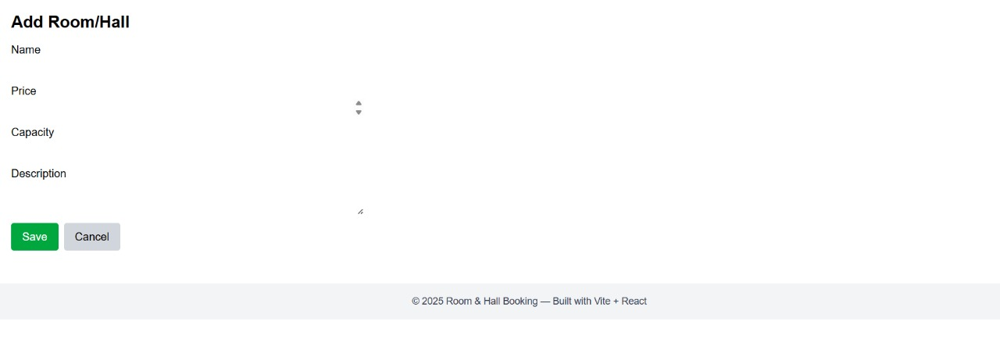 Add Room/Hall
Name
Price
Capacity
Description
Save Cancel
© 2025 Room & Hall Booking — Built with Vite + React